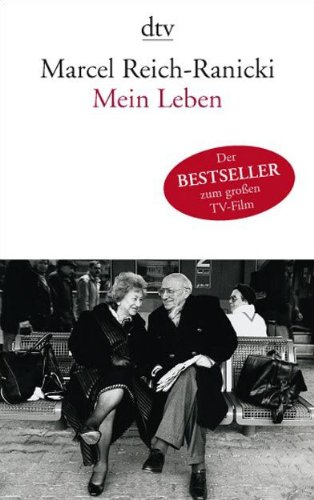 dtv
Marcel Reich-Ranicki
Mein Leben
Der
BESTSELLER
zum großen
TV-Film